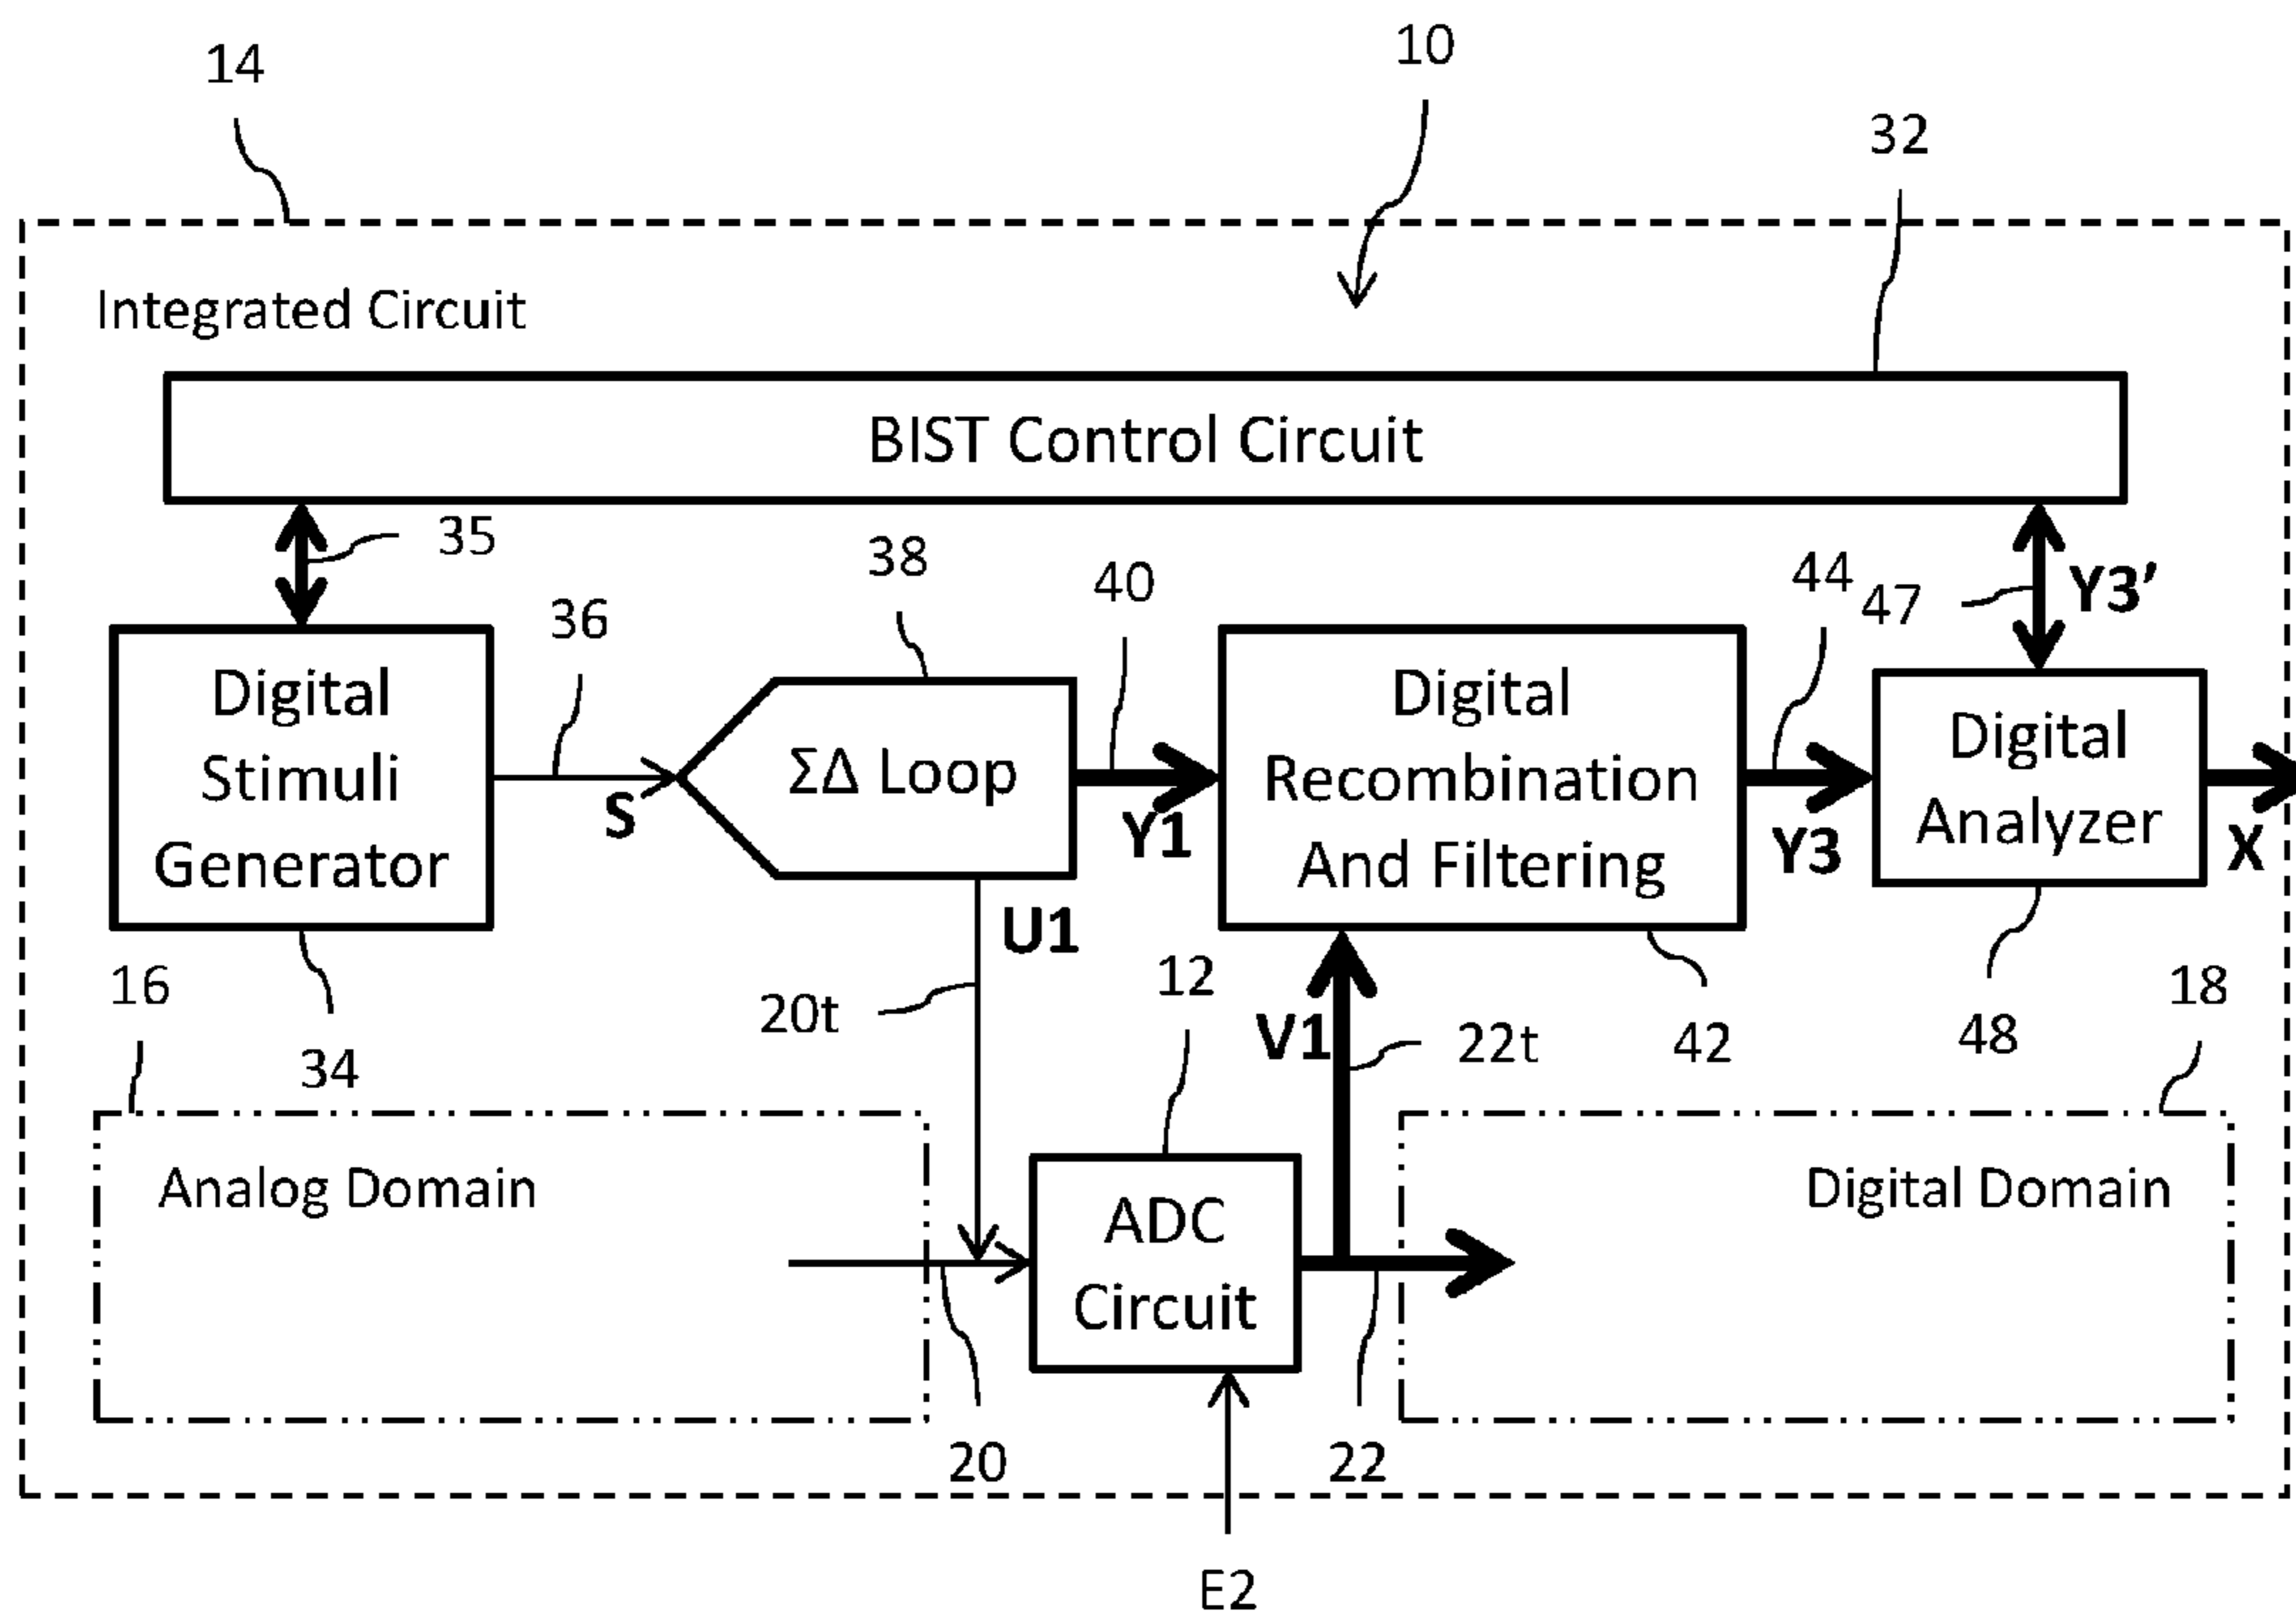 14
10
32
Integrated Circuit
BIST Control Circuit
35
38
40
44
47
Y3'
36
Digital
Stimuli
Generator
S
ΣΔ Loop
Y1
Digital
Recombination
And Filtering
Y3
Digital
Analyzer
X
U1
16
34
20t
12
V1
22t
42
48
18
Analog Domain
ADC
Circuit
Digital Domain
20
22
E2